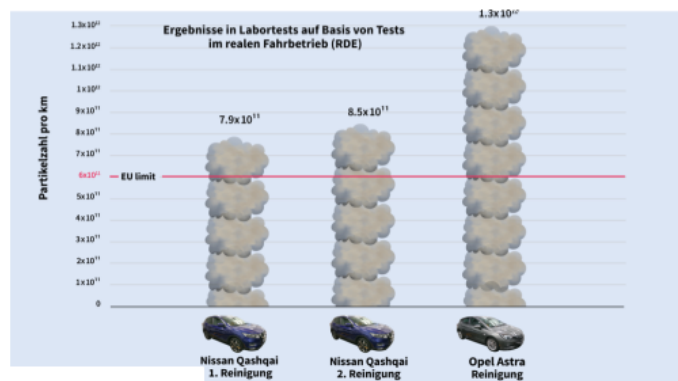 1.3x10¹²
Ergebnisse in Labortests auf Basis von Tests
im realen Fahrbetrieb (RDE)
1.3x10¹²
1.2x10¹²
1.1x10¹²
1x10¹²
9x10¹¹
8x10¹¹
7x10¹¹
6x10¹¹
5x10¹¹
4x10¹¹
3x10¹¹
2x10¹¹
1x10¹¹
0
Partikelzahl pro km
EU limit
7.9x10¹¹
8.5x10¹¹
Nissan Qashqai
1. Reinigung
Nissan Qashqai
2. Reinigung
Opel Astra
Reinigung